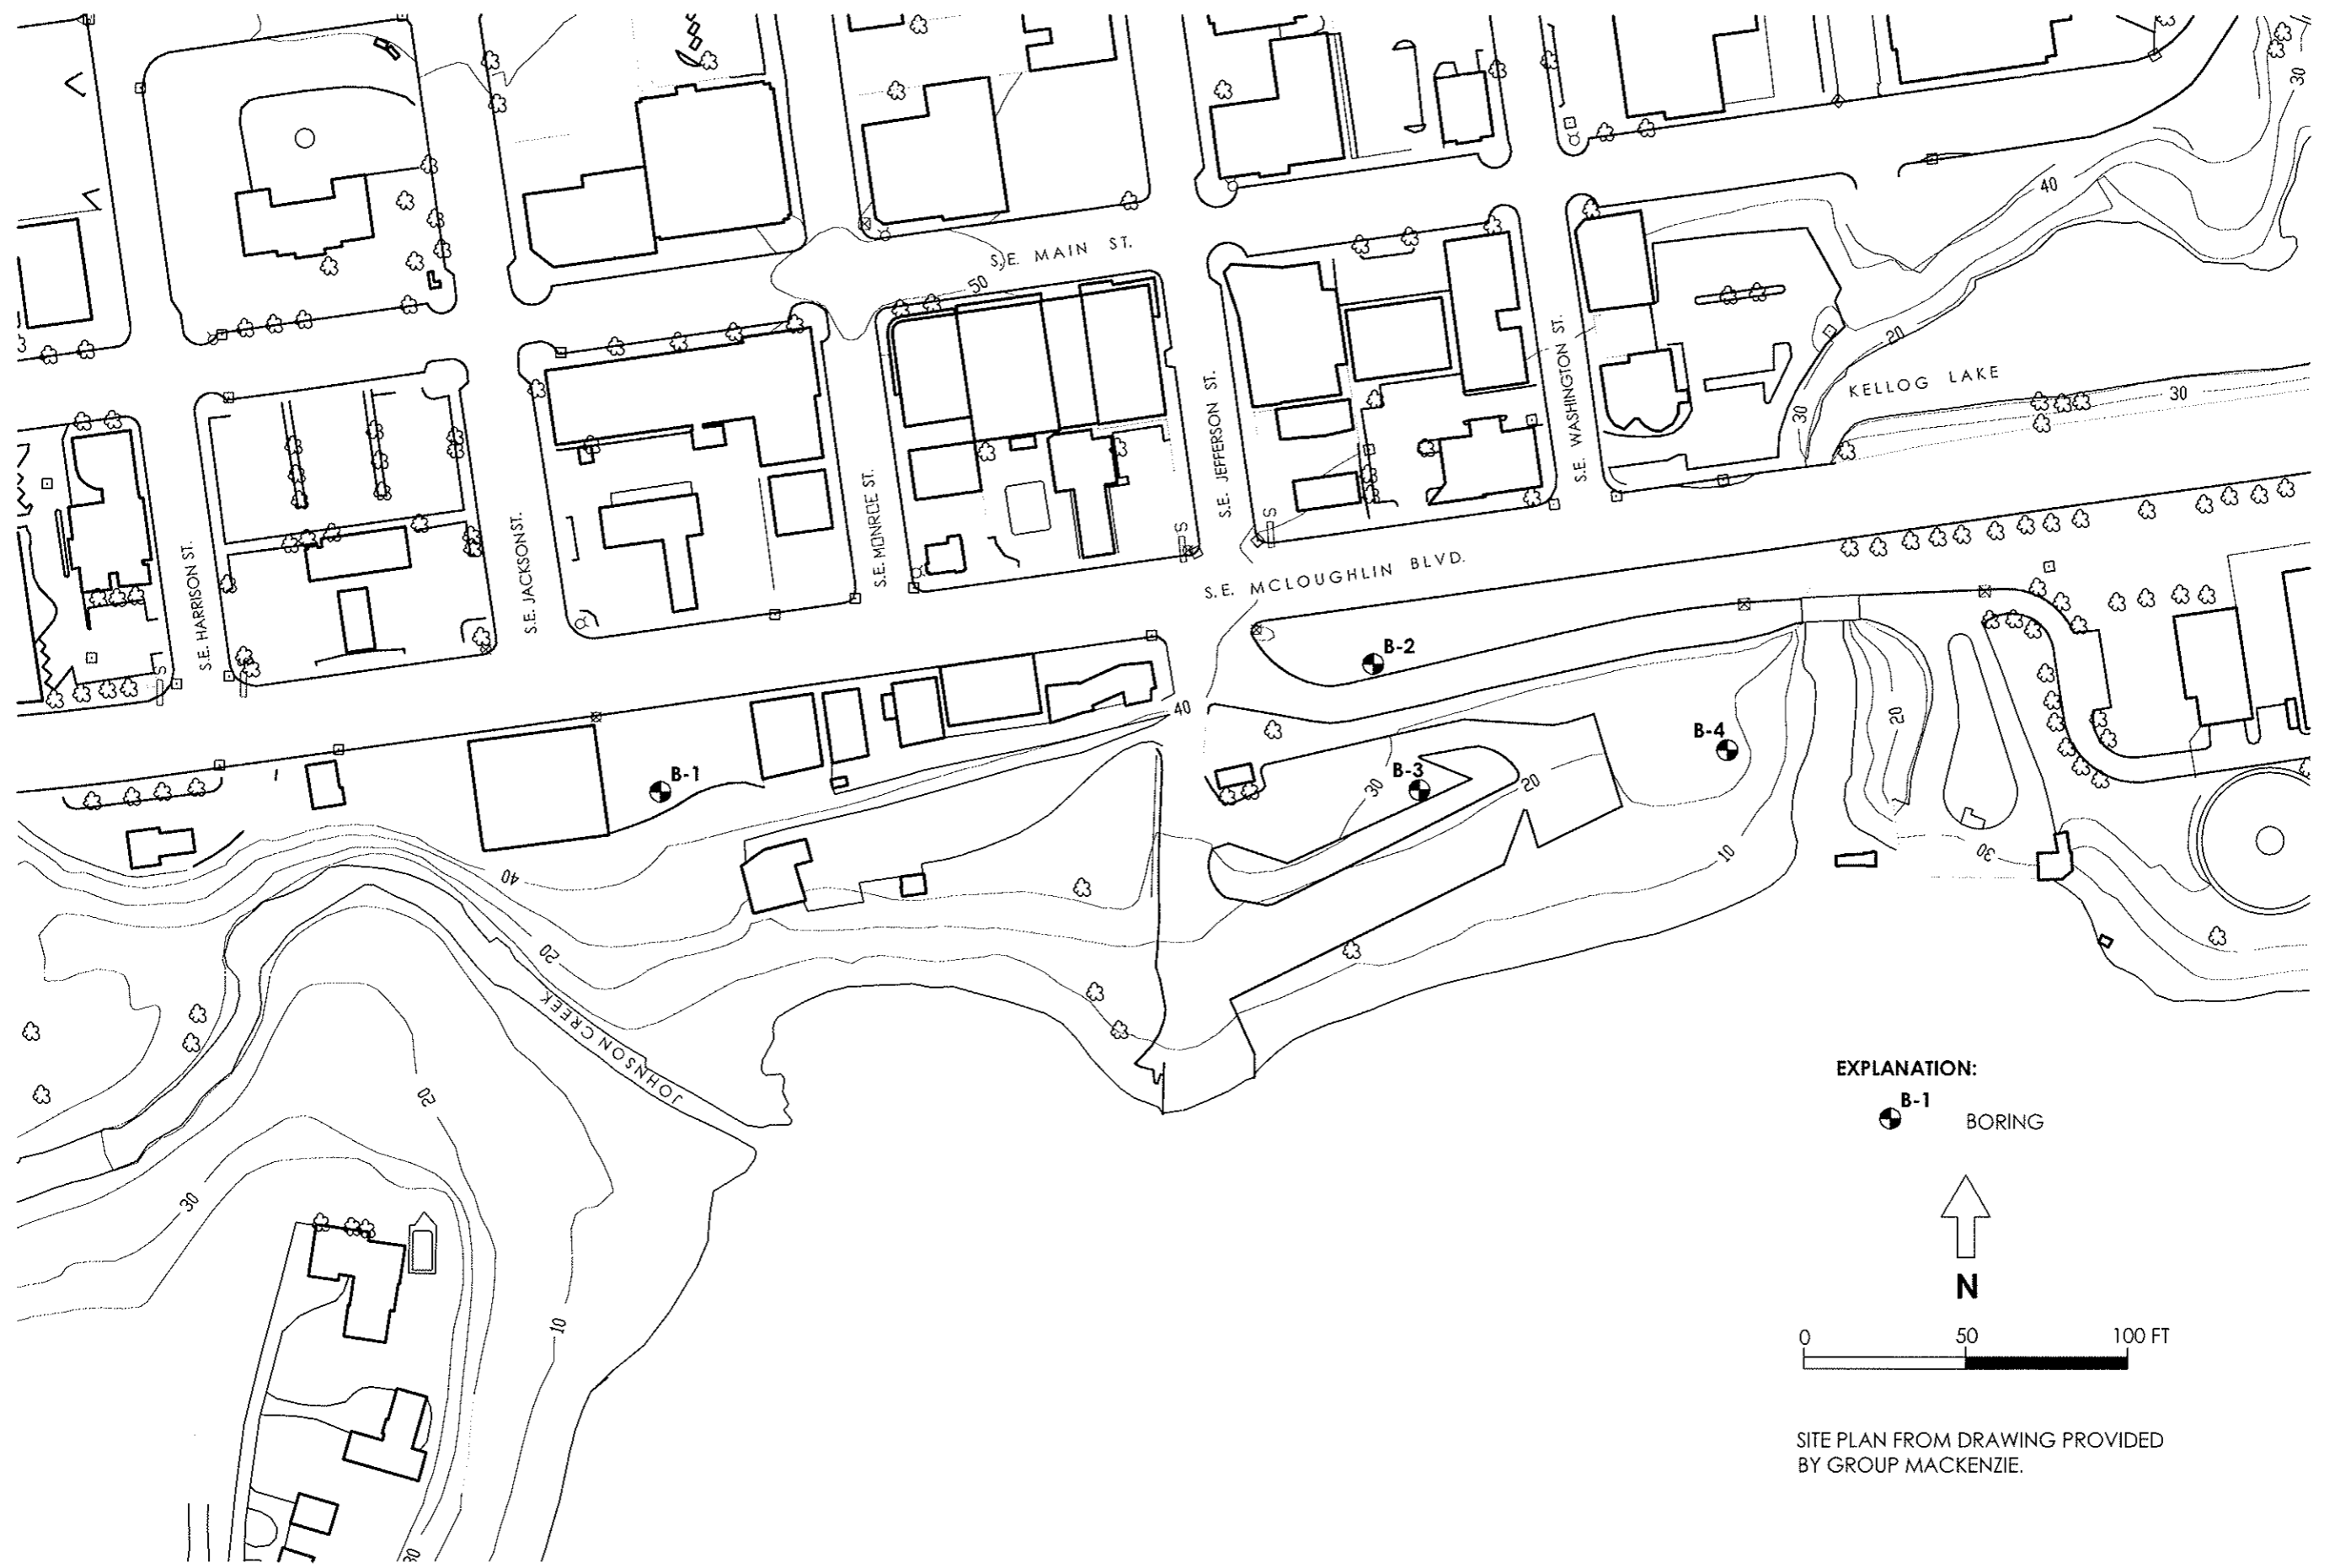 30
40
S.E. MAIN ST.
50
20
KELLOG LAKE
30
30
3
S.E. HARRISON ST.
S.E. JACKSON ST.
S.E. MONROE ST.
S.E. JEFFERSON ST.
S.E. WASHINGTON ST.
S
S
S
S.E. MCLOUGHLIN BLVD.
B-2
40
B-4
20
B-1
B-3
30
20
10
30
40
20
JOHNSON CREEK
20
30
10
30
EXPLANATION:
B-1
BORING
N
0 50 100 FT
SITE PLAN FROM DRAWING PROVIDED
BY GROUP MACKENZIE.